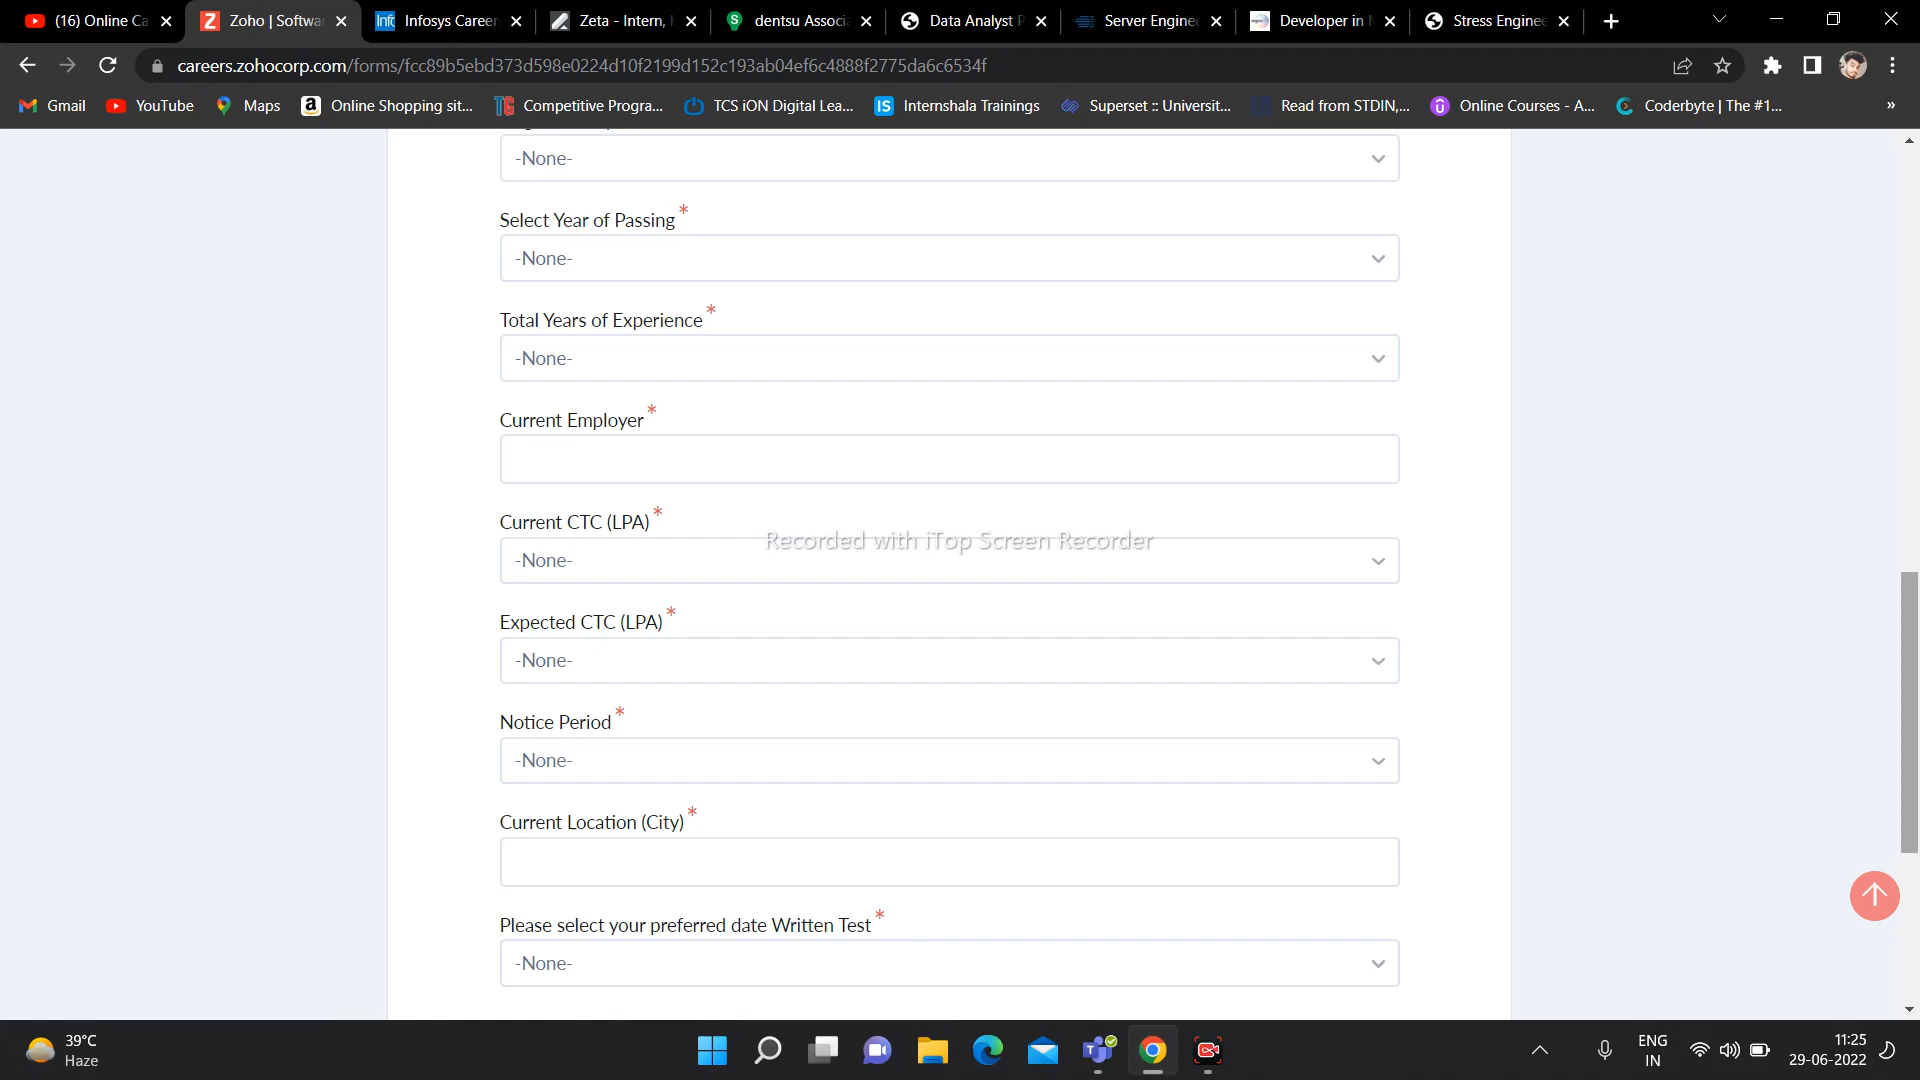 (16) Online Ca
Zoho | Softwar
Infosys Career
Zeta - Intern,
dentsu Associ
Data Analyst
Server Engine
Developer in
Stress Enginee
careers.zohocorp.com/forms/fcc89b5ebd373d598e0224d10f2199d152c193ab04ef6c4888f2775da6c6534f
Gmail
YouTube
Maps
Online Shopping sit...
Competitive Progra...
TCS iON Digital Lea...
Internshala Trainings
Superset :: Universit...
Read from STDIN,...
Online Courses - A...
Coderbyte | The #1...
»
-None-
Select Year of Passing *
-None-
Total Years of Experience *
-None-
Current Employer *
Current CTC (LPA) *
Recorded with iTop Screen Recorder
-None-
Expected CTC (LPA) *
-None-
Notice Period *
-None-
Current Location (City) *
Please select your preferred date Written Test *
-None-
39°C
Haze
ENG
IN
11:25
29-06-2022